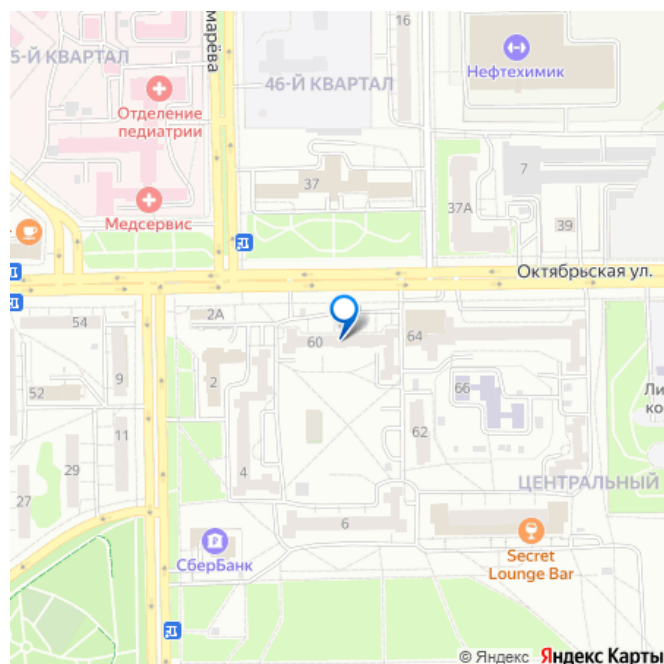 16
марёва
5-Й КВАРТАЛ
46-Й КВАРТАЛ
Нефтехимик
Отделение
педиатрии
37
7
37А
39
Медсервис
Октябрьская ул.
54
2А
60
64
2
9
52
66
Ли
ко
62
11
4
29
27
ЦЕНТРАЛЬНЫЙ
6
СберБанк
Secret
Lounge Bar
© Яндекс Яндекс Карты